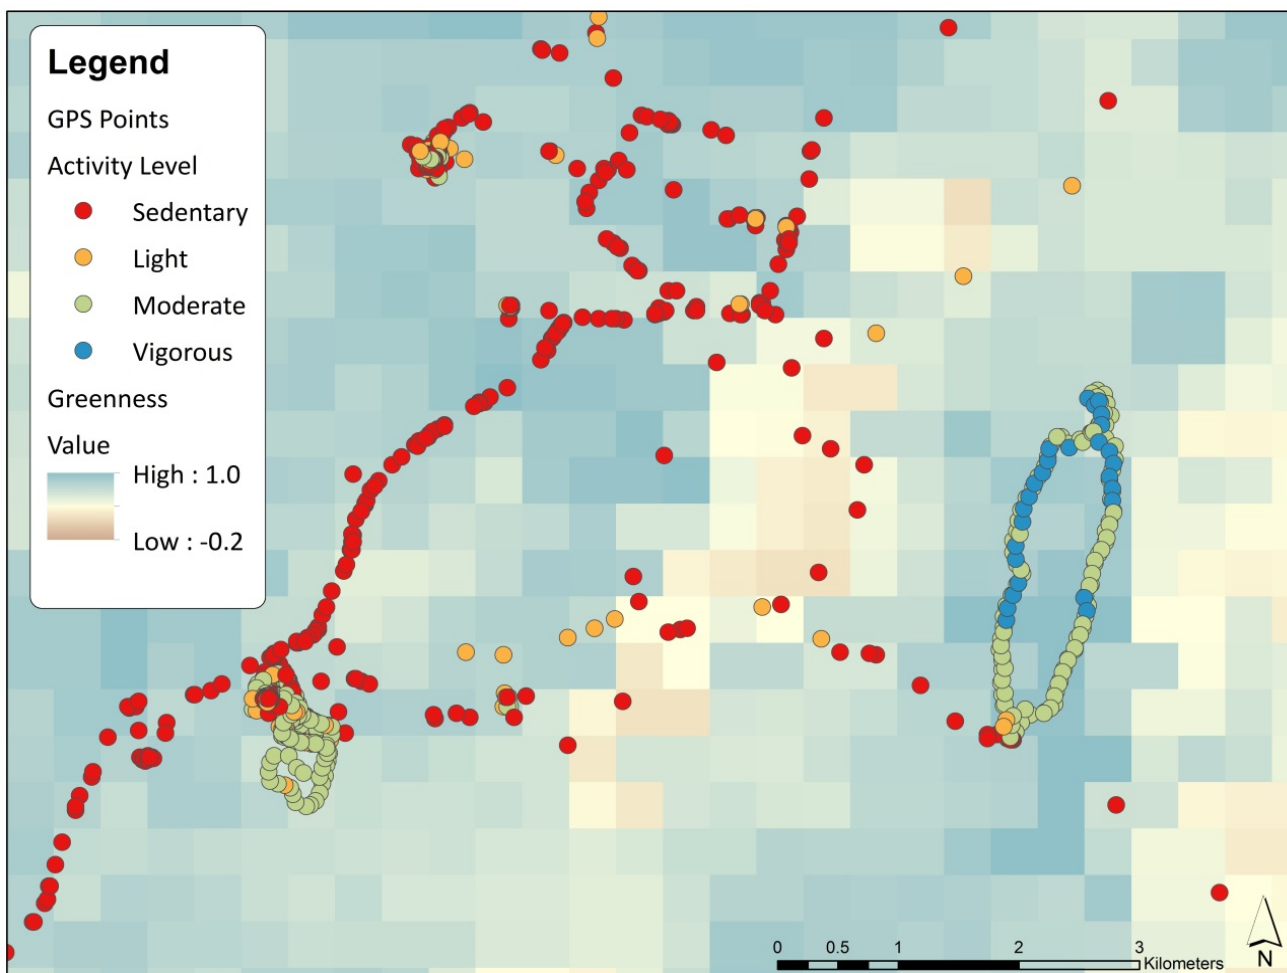 Legend
GPS Points
Activity Level
Sedentary
Light
Moderate
Vigorous
Greenness
Value
High : 1.0
Low : -0.2
0 0.5 1 2 3
Kilometers
N